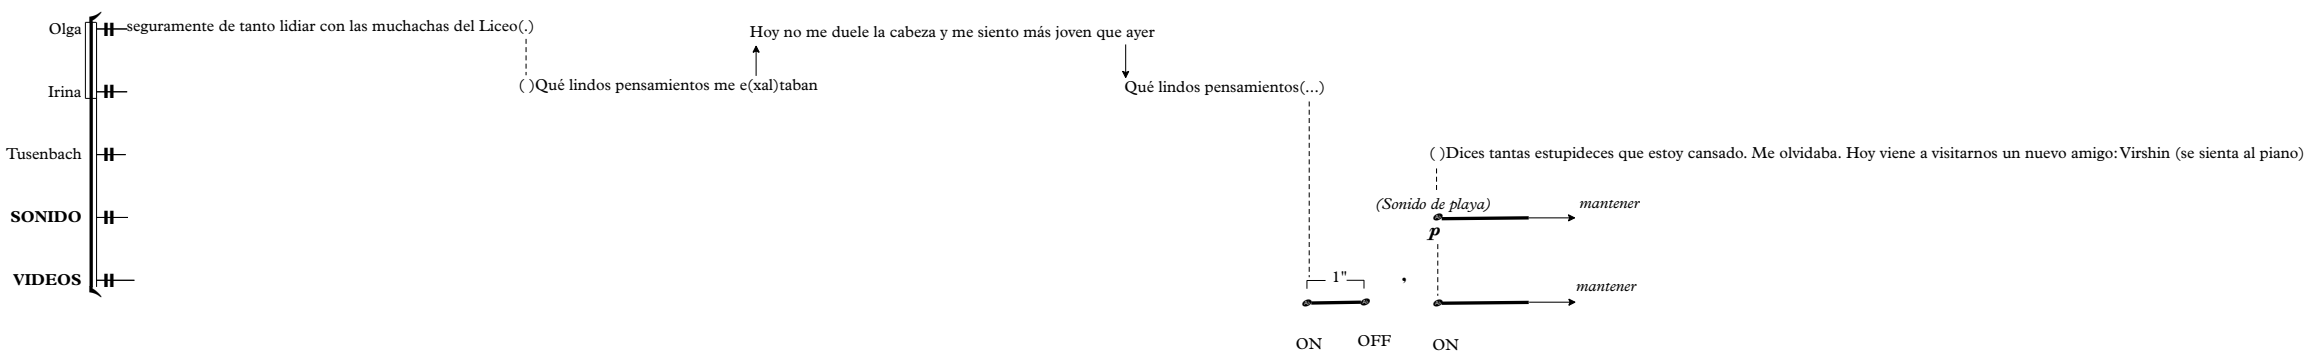 Olga seguramente de tanto lidiar con las muchachas del Liceo(.)
Hoy no me duele la cabeza y me siento más joven que ayer
Irina ( )Qué lindos pensamientos me e(xal)taban
Qué lindos pensamientos(...)
Tusenbach ( )Dices tantas estupideces que estoy cansado. Me olvidaba. Hoy viene a visitarnos un nuevo amigo: Virshin (se sienta al piano)
SONIDO (Sonido de playa) mantener
p
VIDEOS 1" , mantener
ON OFF ON